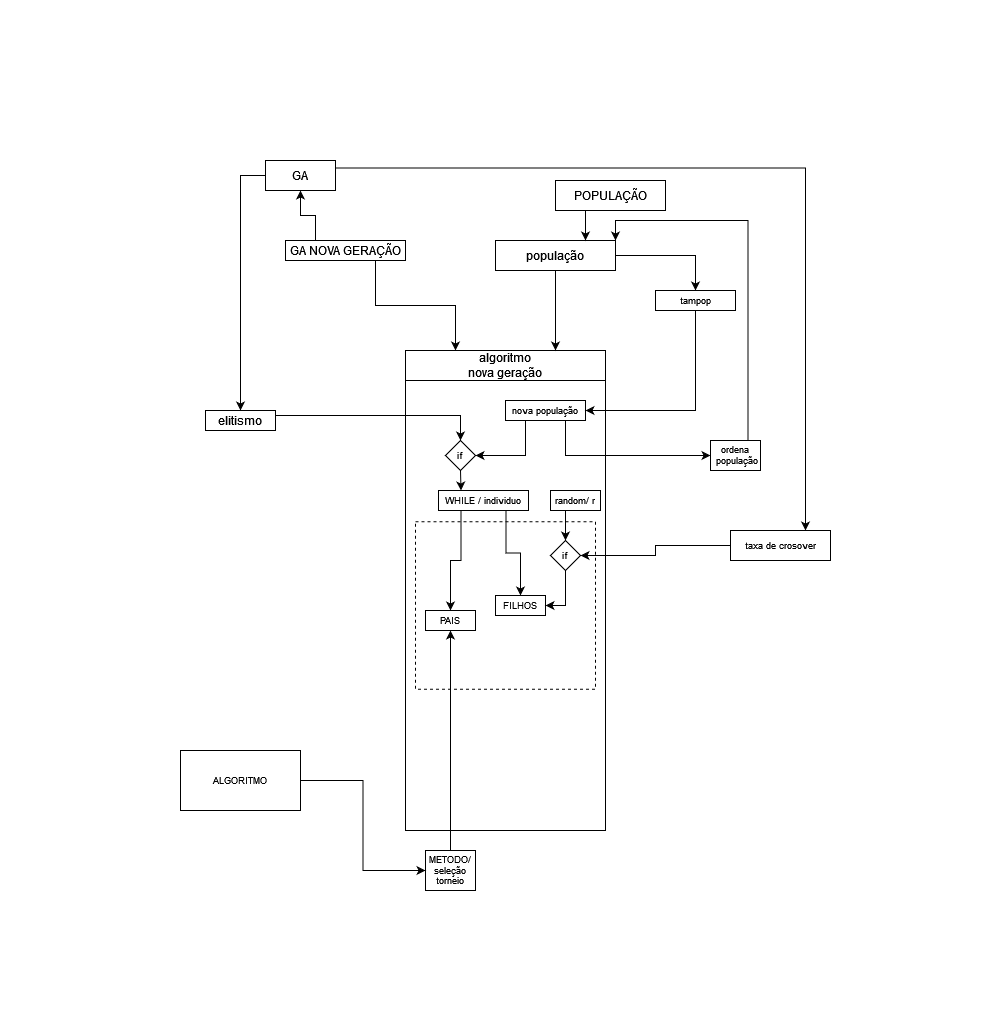 GA
POPULAÇÃO
GA NOVA GERAÇÃO
população
tampop
algoritmo
nova geração
nova população
elitismo
if
ordena
população
WHILE / individuo
random/ r
taxa de crosover
if
FILHOS
PAIS
ALGORITMO
METODO/
seleção
torneio